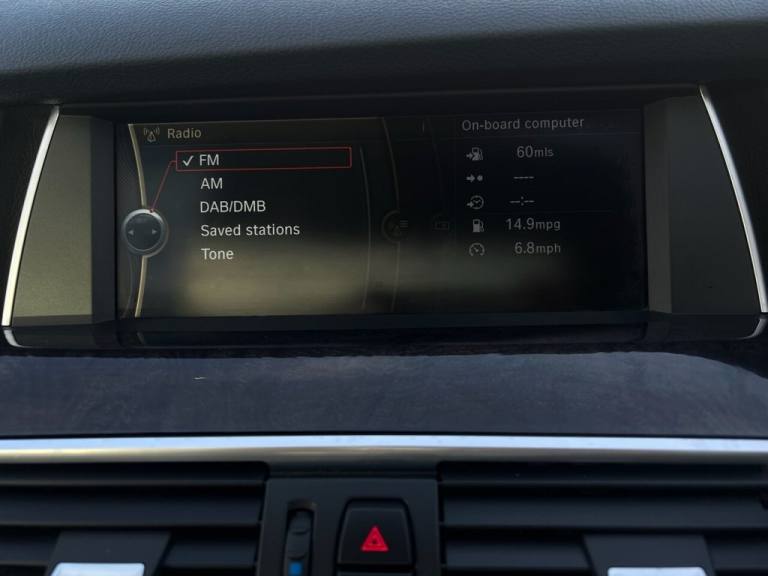 Radio
✓ FM
AM
DAB/DMB
Saved stations
Tone
On-board computer
60mls
----
--:--
14.9mpg
6.8mph